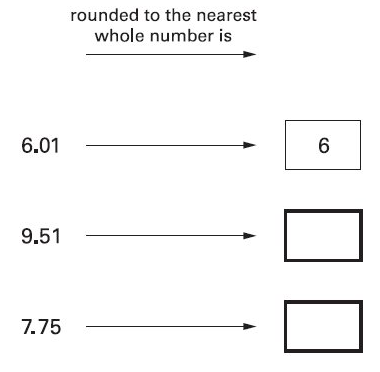 rounded to the nearest
whole number is
6.01 6
9.51
7.75